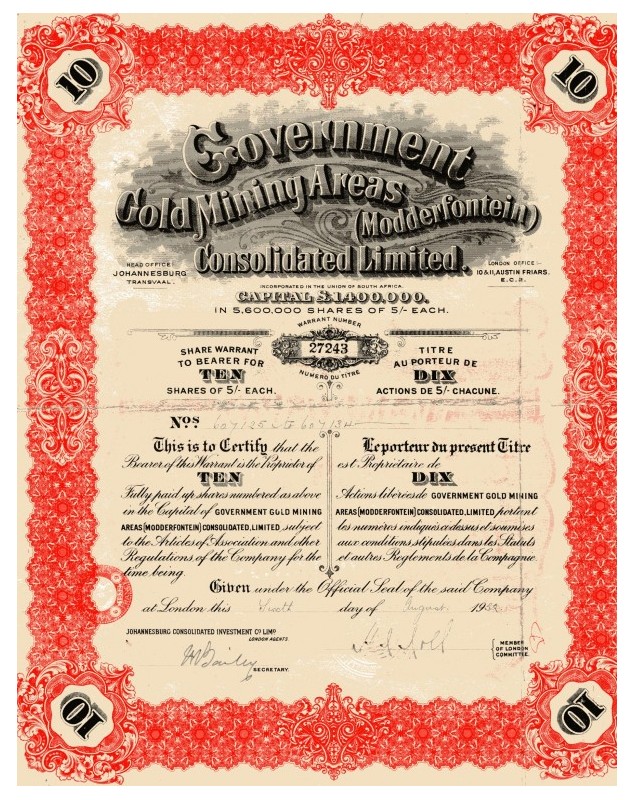 10
10
Government
Gold Mining Areas
(Modderfontein)
Consolidated Limited.
HEAD OFFICE:
JOHANNESBURG
TRANSVAAL.
LONDON OFFICE:-
10 & 11, AUSTIN FRIARS.
E.C.2.
INCORPORATED IN THE UNION OF SOUTH AFRICA.
CAPITAL £1,400,000.
IN 5,600,000 SHARES OF 5/- EACH.
WARRANT NUMBER
27243
NUMERO DU TITRE
SHARE WARRANT
TO BEARER FOR
TEN
SHARES OF 5/- EACH.
TITRE
AU PORTEUR DE
DIX
ACTIONS DE 5/- CHACUNE.
Nos 607125 to 607134
This is to Certify that the
Bearer of this Warrant is the Proprietor of
TEN
Fully paid up shares numbered as above
in the Capital of GOVERNMENT GOLD MINING
AREAS (MODDERFONTEIN) CONSOLIDATED, LIMITED subject
to the Articles of Association and other
Regulations of the Company for the
time being.
Le porteur du present Titre
est Propriétaire de
DIX
Actions libereés de GOVERNMENT GOLD MINING
AREAS (MODDERFONTEIN) CONSOLIDATED, LIMITED portant
les numeros indiqués cidessus et soumises
aux conditions stipulées dans les Statuts
et autres Reglements de la Compagnie.
Given under the Official Seal of the said Company
at London this day of August 19
JOHANNESBURG CONSOLIDATED INVESTMENT CO LIMD
LONDON AGENTS.
SECRETARY.
MEMBER
OF LONDON
COMMITTEE.
10
10